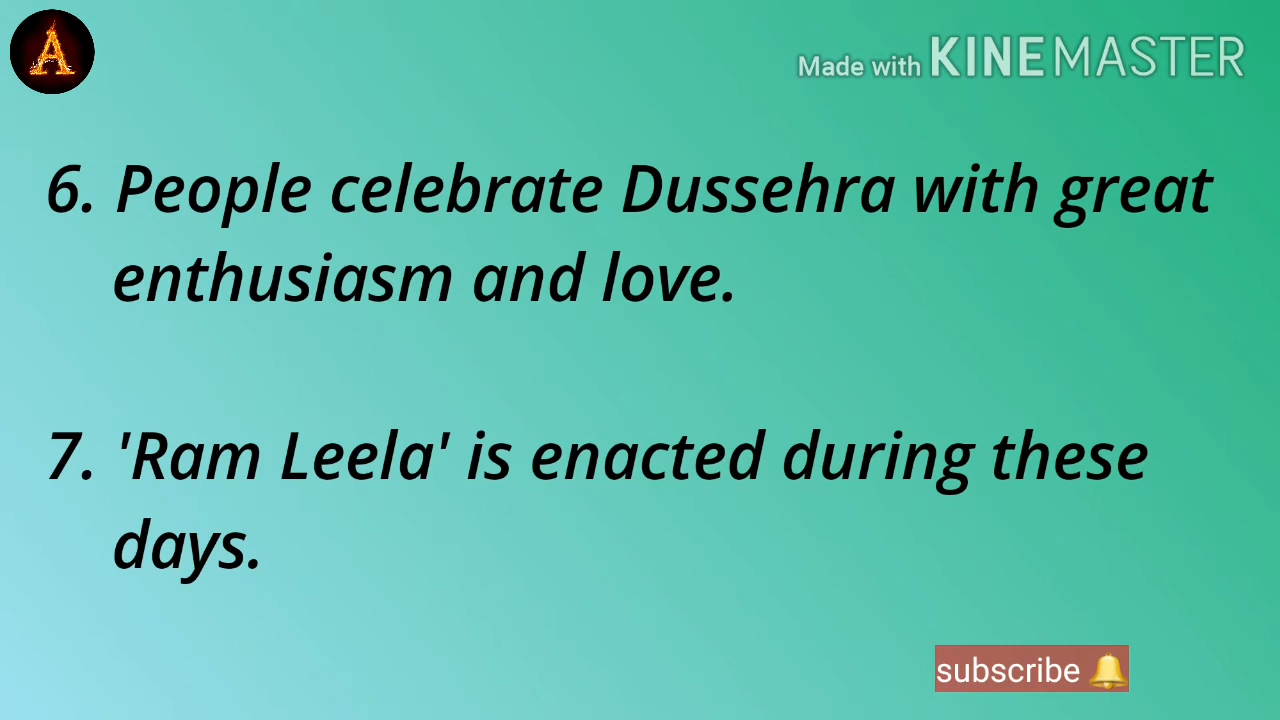 A
Made with KINEMASTER
6. People celebrate Dussehra with great
enthusiasm and love.
7. 'Ram Leela' is enacted during these
days.
subscribe 🔔